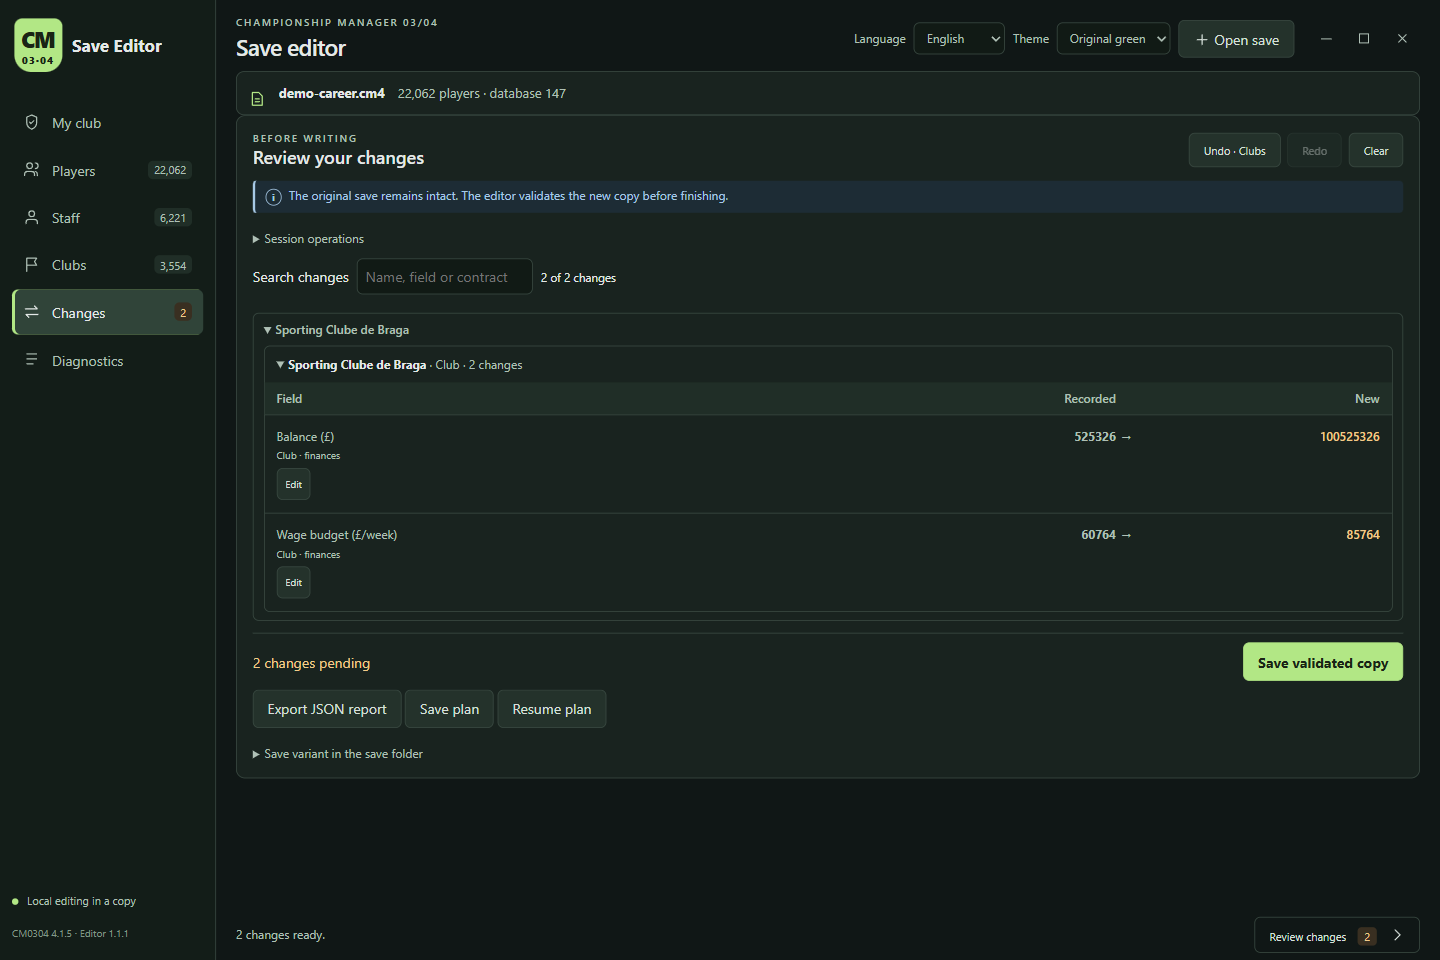 CM
03·04
Save Editor
My club
Players 22,062
Staff 6,221
Clubs 3,554
Changes 2
Diagnostics
Local editing in a copy
CM0304 4.1.5 · Editor 1.1.1
CHAMPIONSHIP MANAGER 03/04
Save editor
Language English Theme Original green + Open save
demo-career.cm4 22,062 players · database 147
BEFORE WRITING
Review your changes
Undo · Clubs Redo Clear
The original save remains intact. The editor validates the new copy before finishing.
Session operations
Search changes Name, field or contract 2 of 2 changes
Sporting Clube de Braga
Sporting Clube de Braga · Club · 2 changes
Field Recorded New
Balance (£) 525326 → 100525326
Club · finances
Edit
Wage budget (£/week) 60764 → 85764
Club · finances
Edit
2 changes pending Save validated copy
Export JSON report Save plan Resume plan
Save variant in the save folder
2 changes ready. Review changes 2